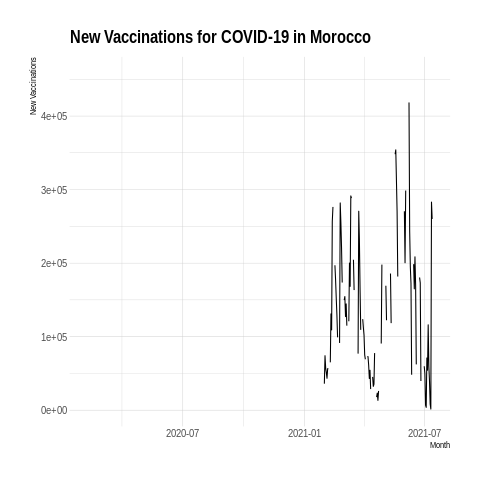 New Vaccinations for COVID-19 in Morocco
New Vaccinations
4e+05
3e+05
2e+05
1e+05
0e+00
2020-07
2021-01
2021-07
Month